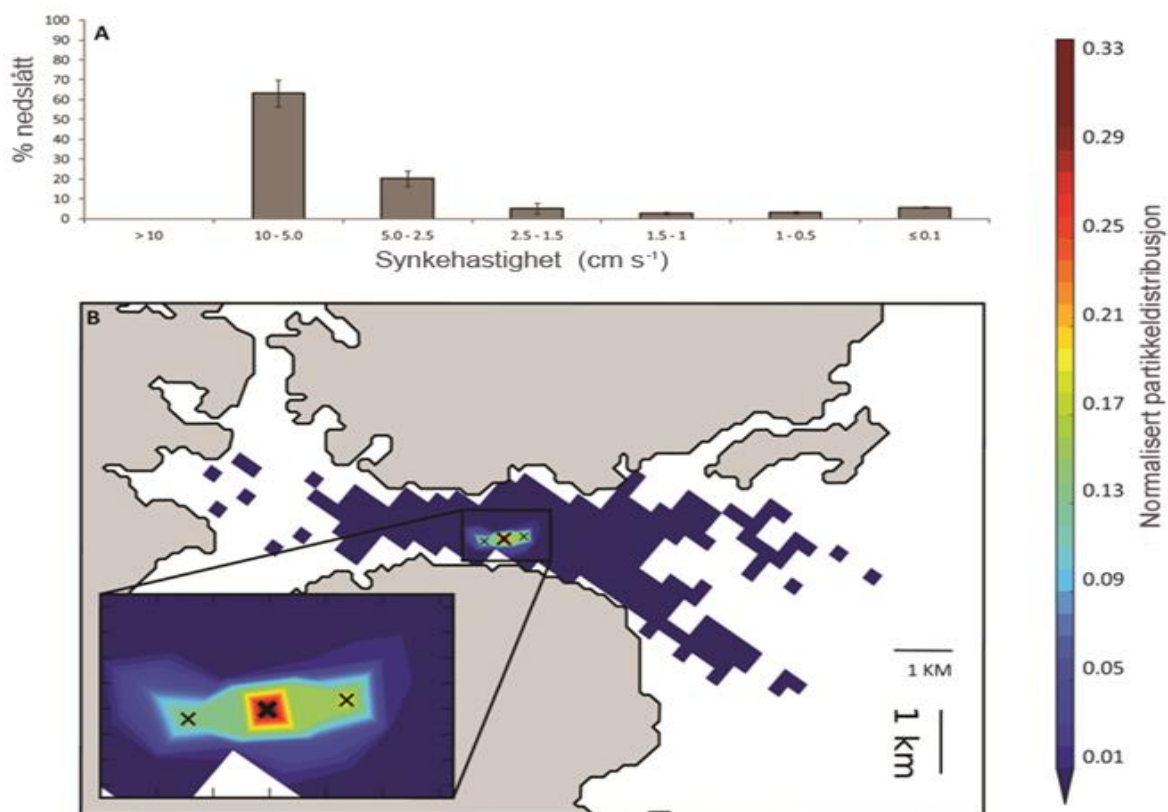 A
100
90
80
70
60
50
40
30
20
10
0
% nedslått
> 10
10 - 5.0
5.0 - 2.5
2.5 - 1.5
1.5 - 1
1 - 0.5
≤ 0.1
Synkehastighet (cm s⁻¹)
B
1 KM
1 km
0.33
0.29
0.25
0.21
0.17
0.13
0.09
0.05
0.01
Normalisert partikkeldistribusjon